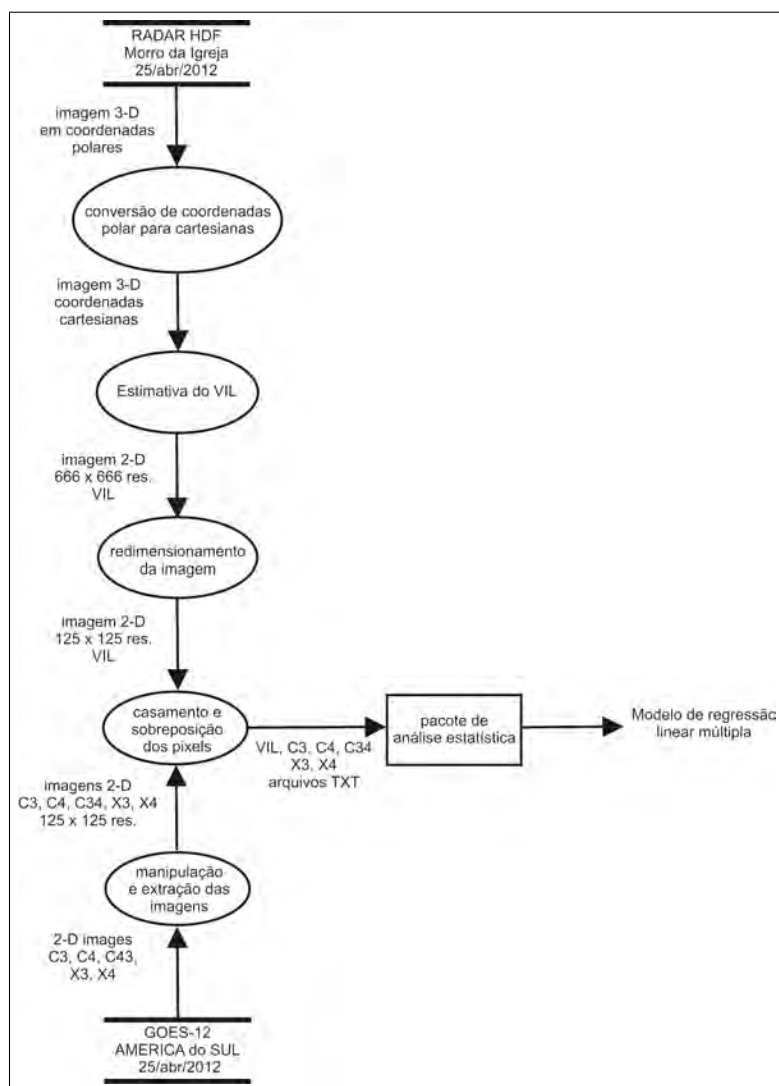 RADAR HDF
Morro da Igreja
25/abr/2012
imagem 3-D
em coordenadas
polares
conversão de coordenadas
polar para cartesianas
imagem 3-D
coordenadas
cartesianas
Estimativa do VIL
imagem 2-D
666 x 666 res.
VIL
redimensionamento
da imagem
imagem 2-D
125 x 125 res.
VIL
casamento e
sobreposição
dos pixels
VIL, C3, C4, C34
X3, X4
arquivos TXT
pacote de
análise estatística
Modelo de regressão
linear múltipla
imagens 2-D
C3, C4, C34, X3, X4
125 x 125 res.
manipulação
e extração das
imagens
2-D images
C3, C4, C43,
X3, X4
GOES-12
AMERICA do SUL
25/abr/2012